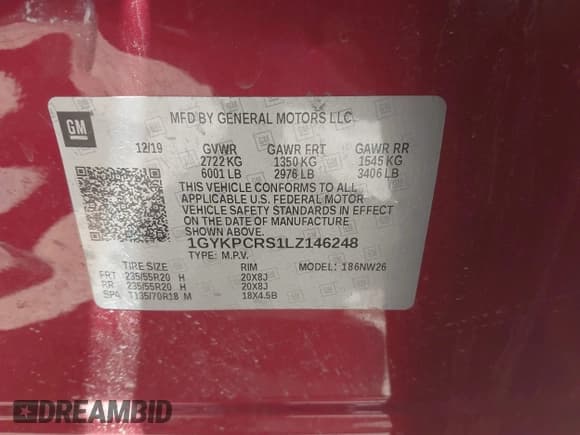 GM
MFD BY GENERAL MOTORS LLC
12/19 GVWR GAWR FRT GAWR RR
2722 KG 1350 KG 1545 KG
6001 LB 2976 LB 3406 LB
THIS VEHICLE CONFORMS TO ALL
APPLICABLE U.S. FEDERAL MOTOR
VEHICLE SAFETY STANDARDS IN EFFECT
ON THE DATE OF MANUFACTURE
SHOWN ABOVE.
1GYKPCRS1LZ146248
TYPE: M.P.V.
TIRE SIZE RIM MODEL: 186NW26
FRT 235/55R20 H 20X8J
RR 235/55R20 H 20X8J
SPA T135/70R18 M 18X4.5B
DREAMBID